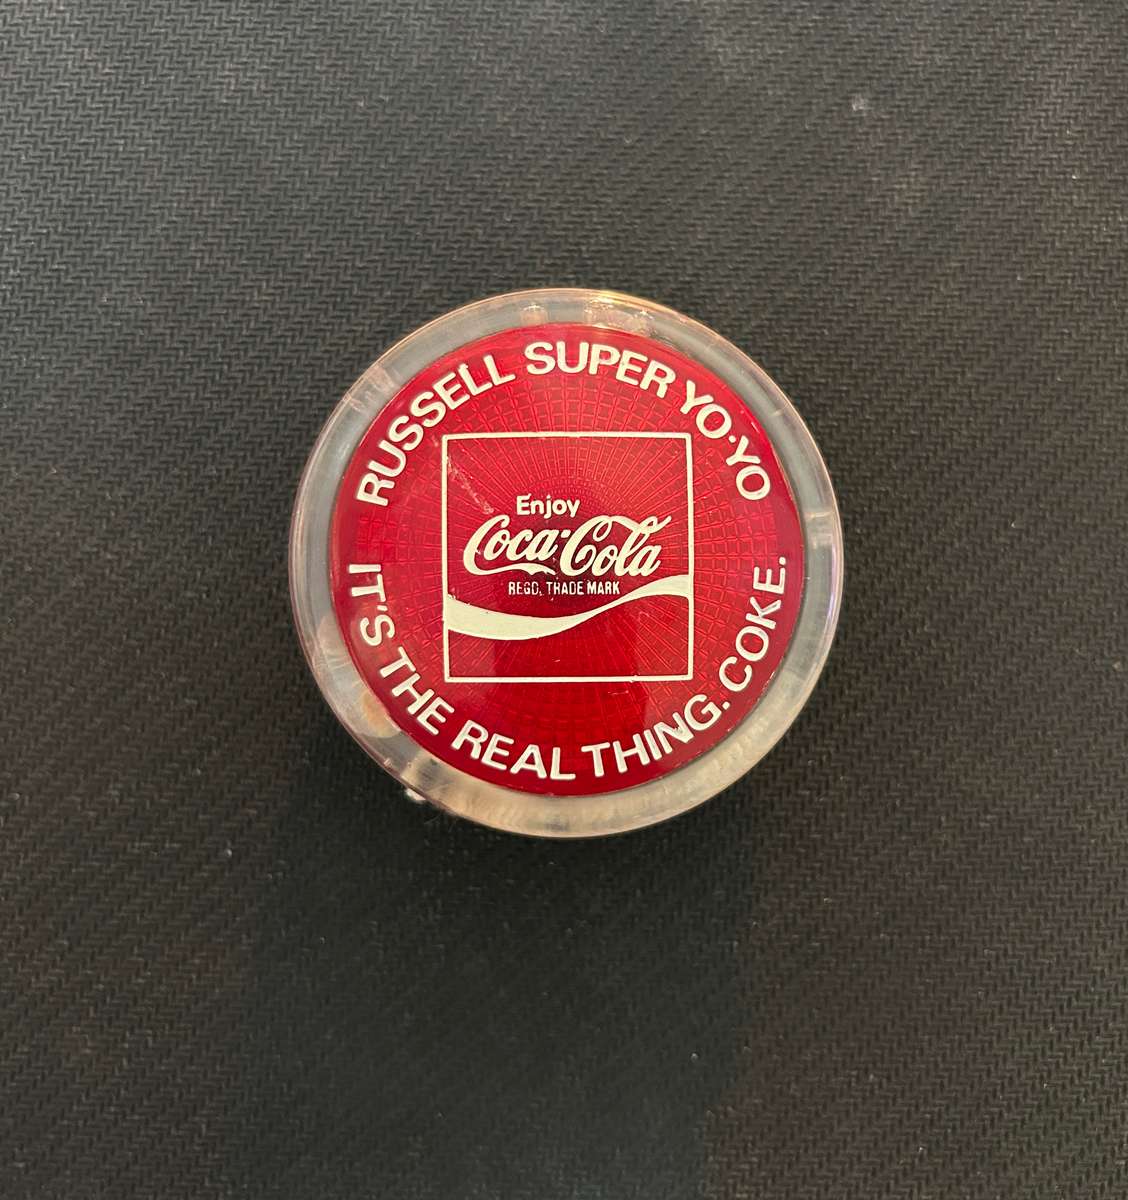 RUSSELL SUPER YO-YO
Enjoy
Coca-Cola
REGD. TRADE MARK
IT'S THE REAL THING. COKE.